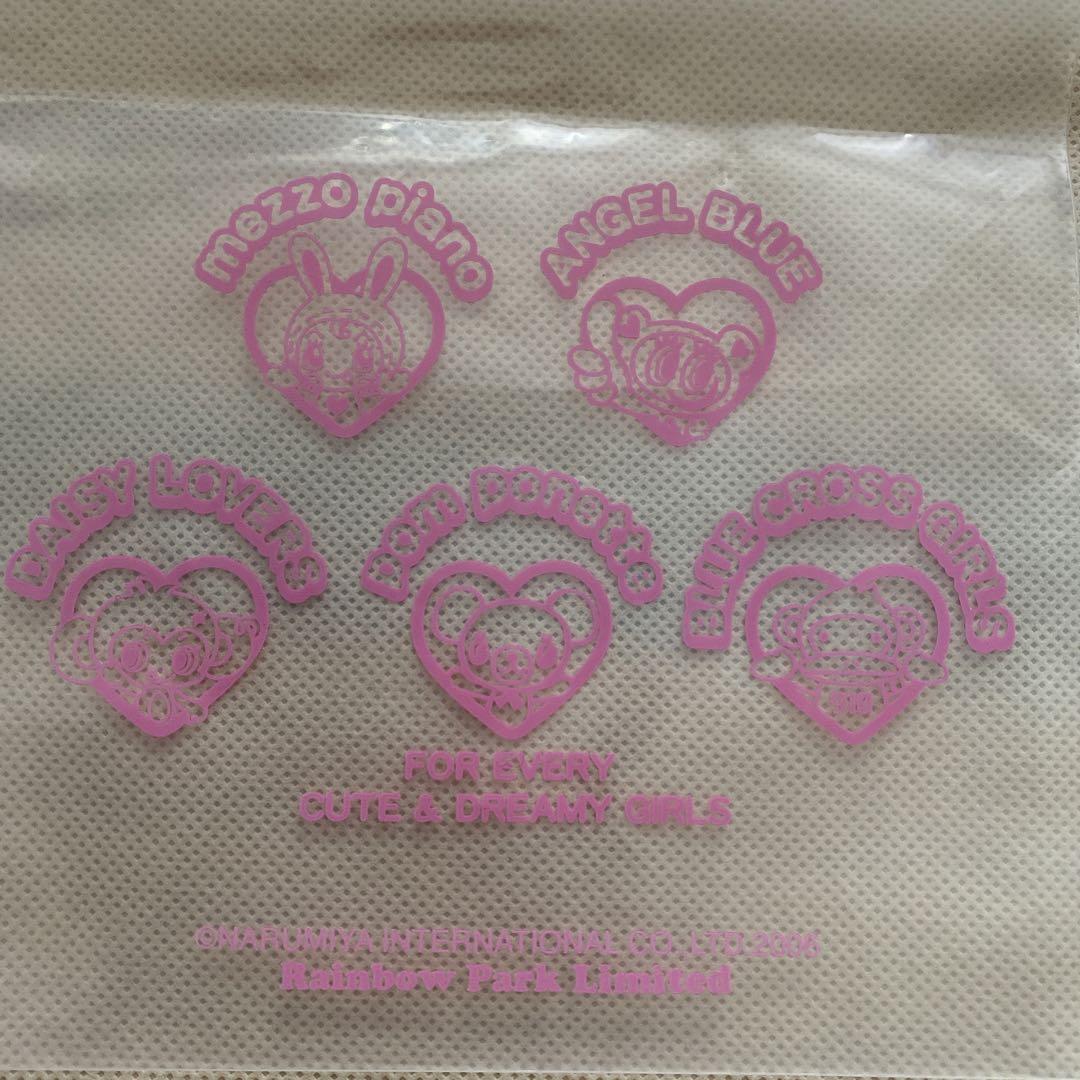 mezzo piano
ANGEL BLUE
DAISY LOVERS
pom ponette
BLUE CROSS GIRLS
FOR EVERY
CUTE & DREAMY GIRLS
©NARUMIYA INTERNATIONAL CO., LTD.2006
Rainbow Park Limited